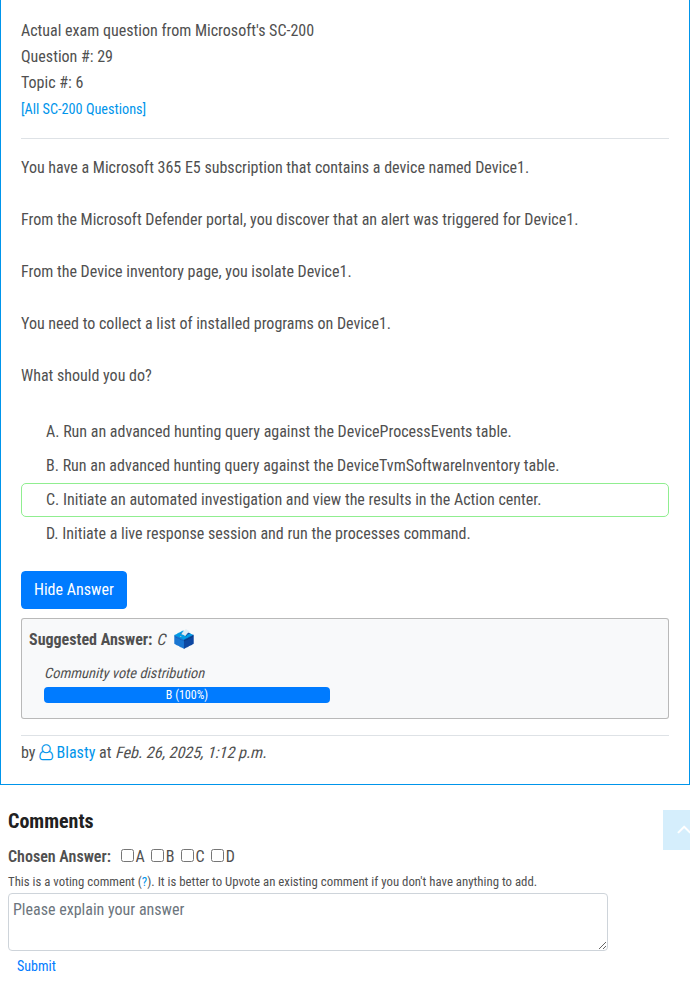 Actual exam question from Microsoft's SC-200
Question #: 29
Topic #: 6
[All SC-200 Questions]
You have a Microsoft 365 E5 subscription that contains a device named Device1.
From the Microsoft Defender portal, you discover that an alert was triggered for Device1.
From the Device inventory page, you isolate Device1.
You need to collect a list of installed programs on Device1.
What should you do?
A. Run an advanced hunting query against the DeviceProcessEvents table.
B. Run an advanced hunting query against the DeviceTvmSoftwareInventory table.
C. Initiate an automated investigation and view the results in the Action center.
D. Initiate a live response session and run the processes command.
Hide Answer
Suggested Answer: C
Community vote distribution
B (100%)
by Blasty at Feb. 26, 2025, 1:12 p.m.
Comments
Chosen Answer: A B C D
This is a voting comment (?). It is better to Upvote an existing comment if you don't have anything to add.
Please explain your answer
Submit